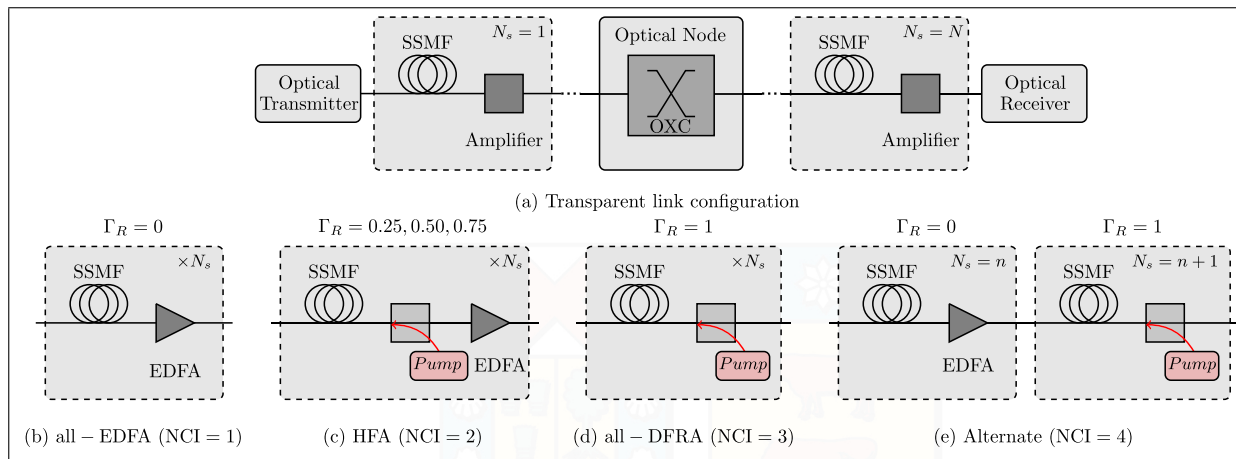 SSMF
N_s = 1
Optical
Transmitter
Amplifier
Optical Node
OXC
SSMF
N_s = N
Amplifier
Optical
Receiver
(a) Transparent link configuration
Γ_R = 0
SSMF
×N_s
EDFA
(b) all − EDFA (NCI = 1)
Γ_R = 0.25, 0.50, 0.75
SSMF
×N_s
Pump
EDFA
(c) HFA (NCI = 2)
Γ_R = 1
SSMF
×N_s
Pump
(d) all − DFRA (NCI = 3)
Γ_R = 0
SSMF
N_s = n
EDFA
Γ_R = 1
SSMF
N_s = n + 1
Pump
(e) Alternate (NCI = 4)